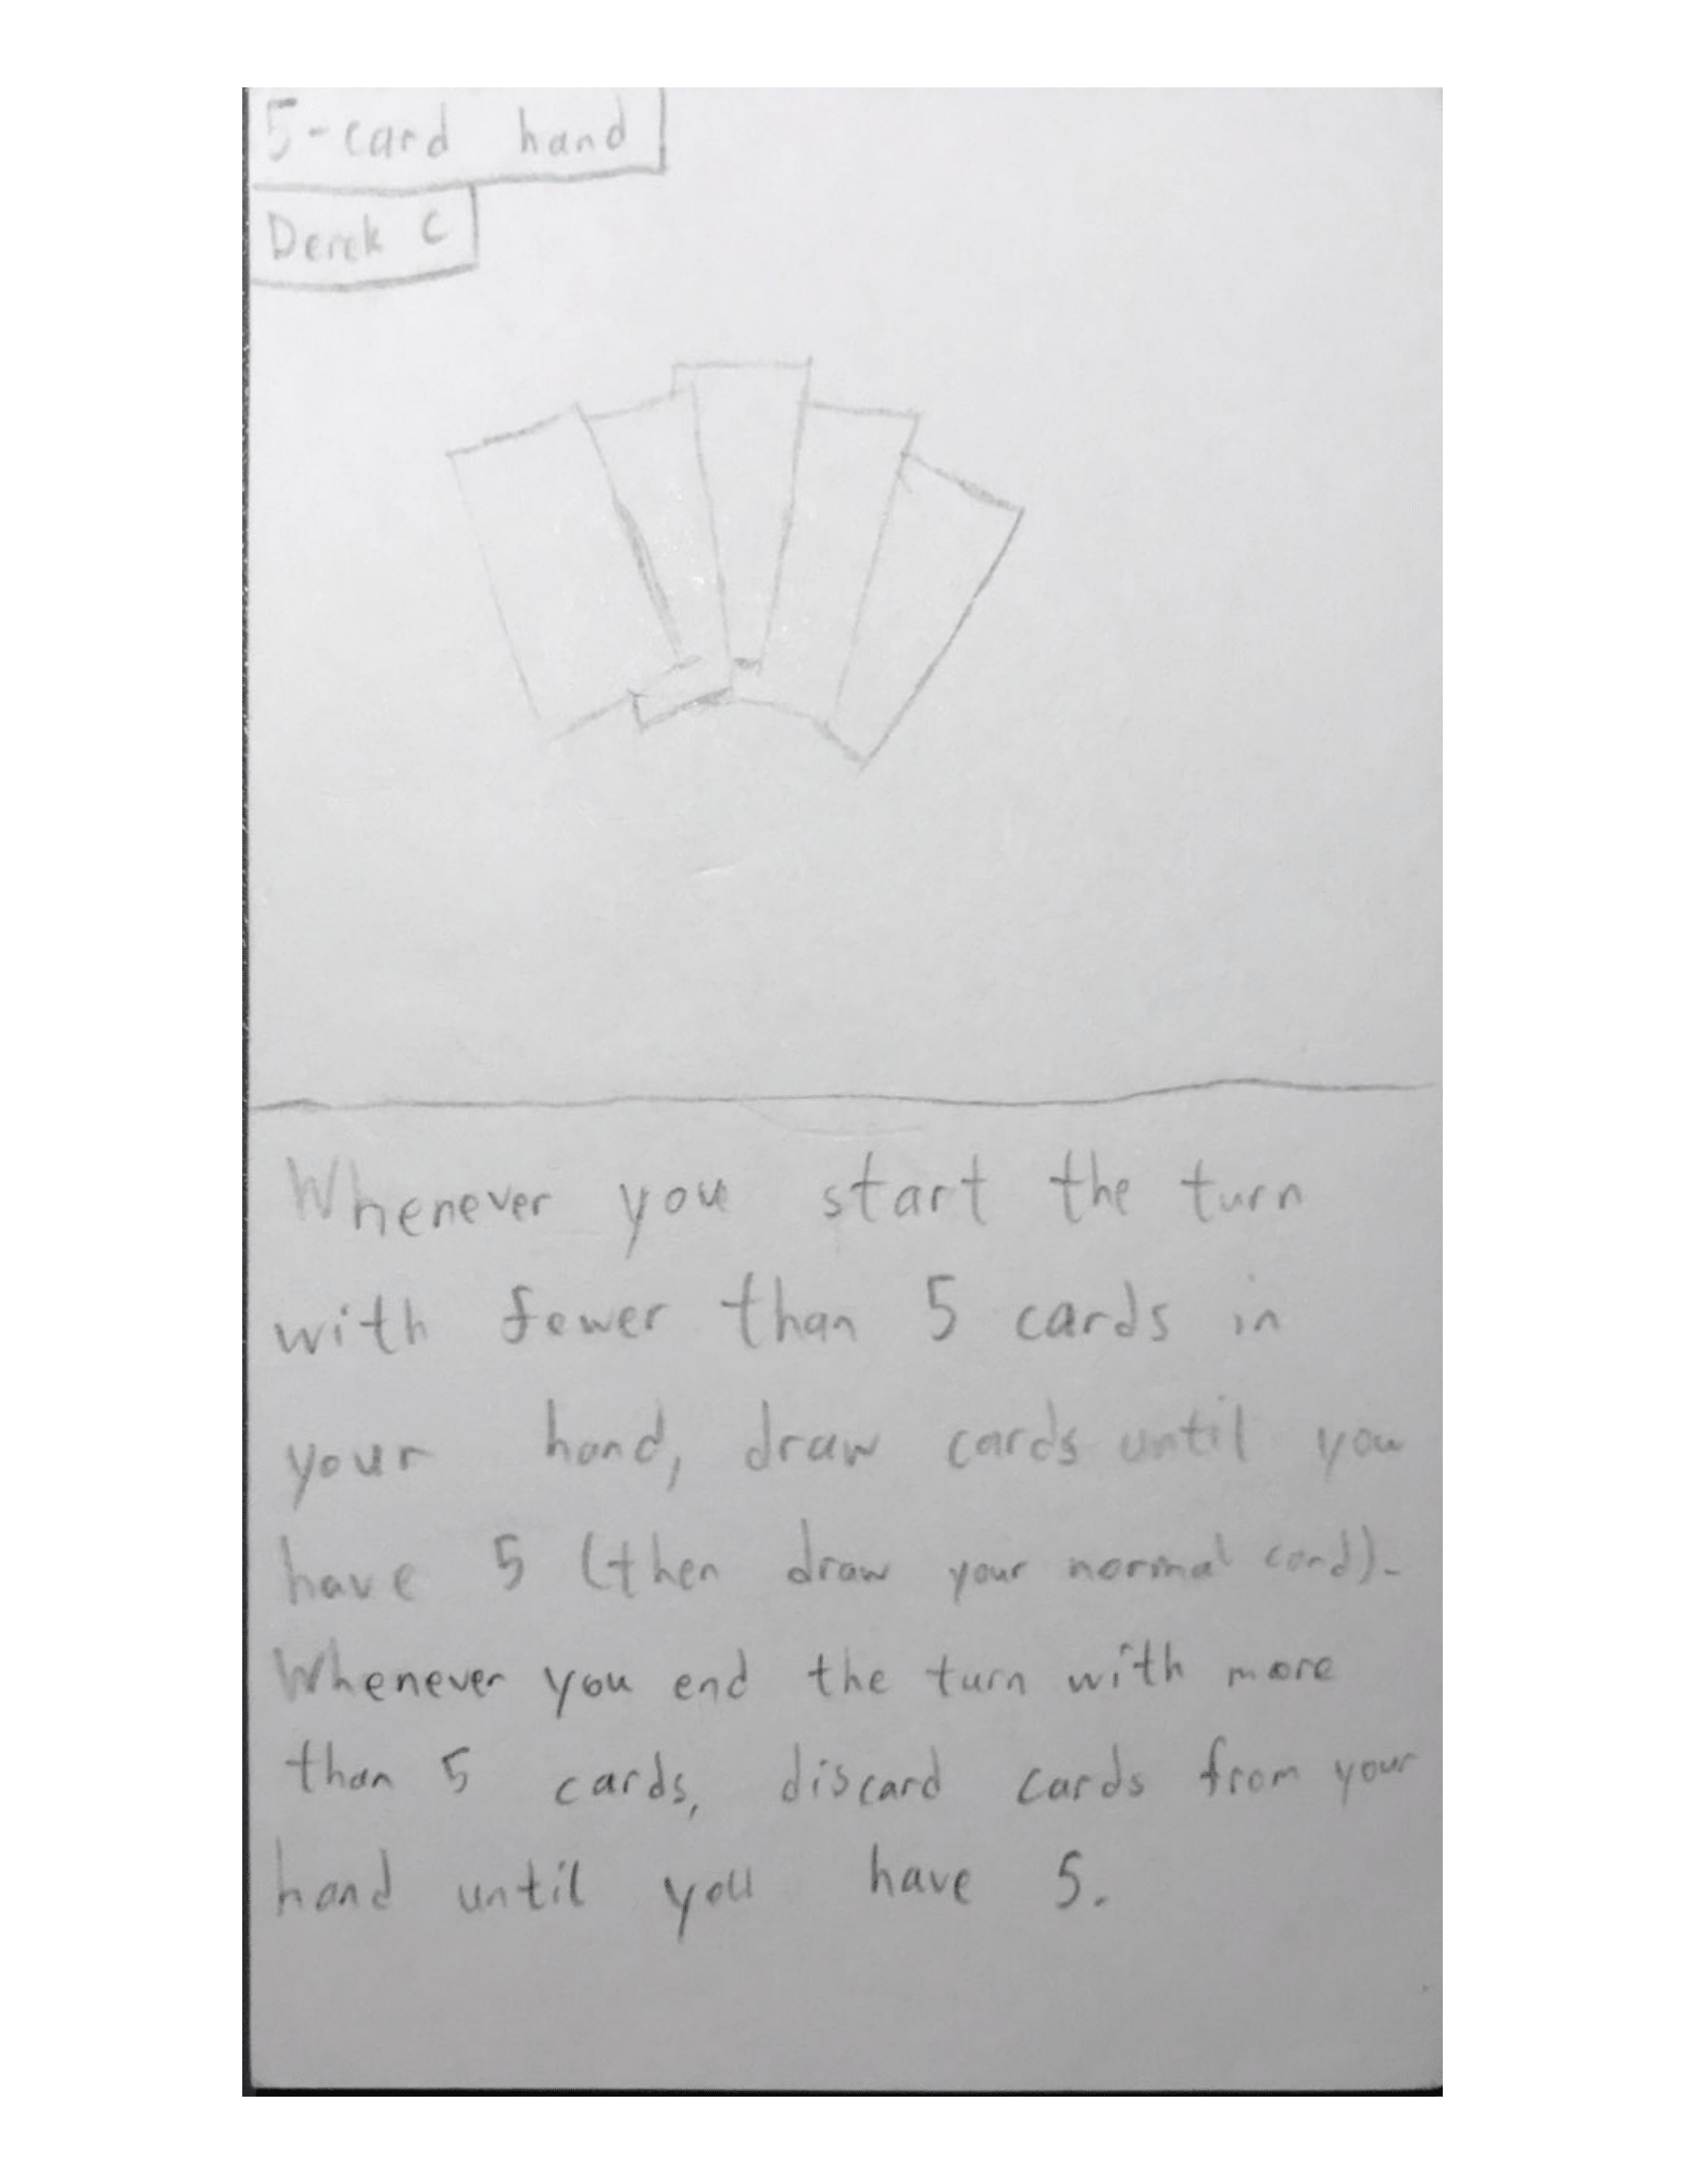 5-card hand
Derek C
Whenever you start the turn
with fewer than 5 cards in
your hand, draw cards until you
have 5 (then draw your normal card).
Whenever you end the turn with more
than 5 cards, discard cards from your
hand until you have 5.